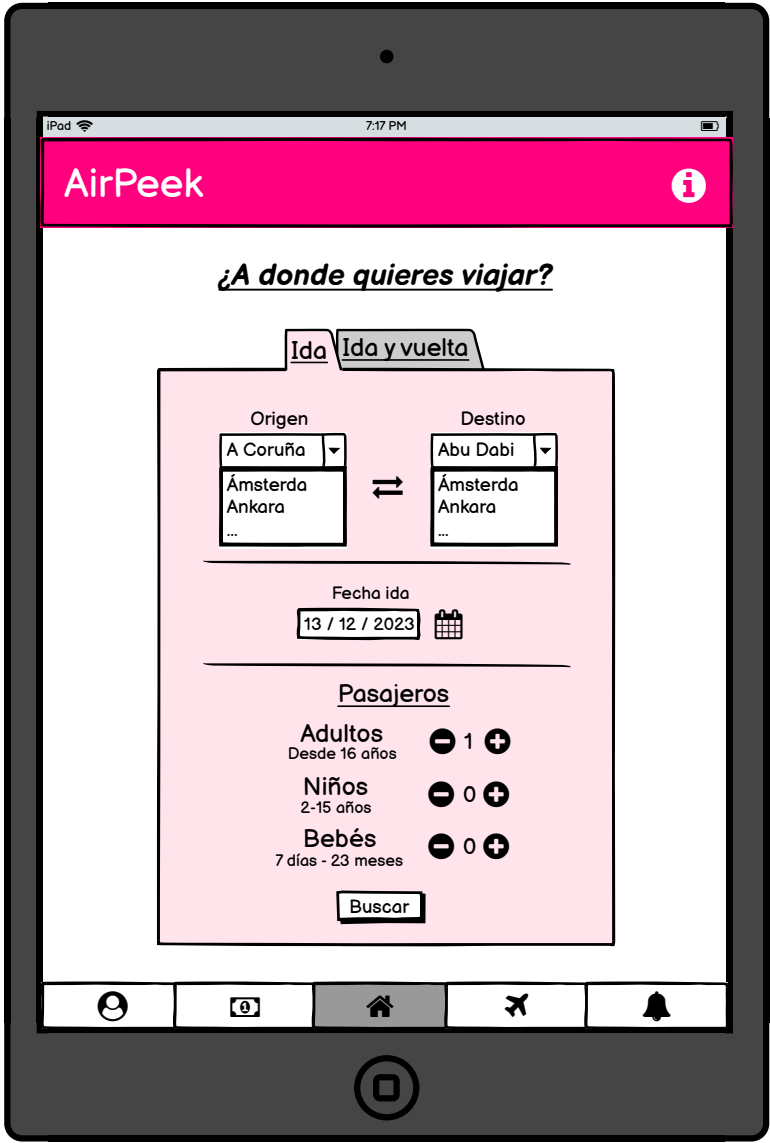 iPad 7:17 PM
AirPeek
¿A donde quieres viajar?
Ida Ida y vuelta
Origen Destino
A Coruña Abu Dabi
Ámsterda Ámsterda
Ankara Ankara
... ...
Fecha ida
13 / 12 / 2023
Pasajeros
Adultos 1
Desde 16 años
Niños 0
2-15 años
Bebés 0
7 días - 23 meses
Buscar
1